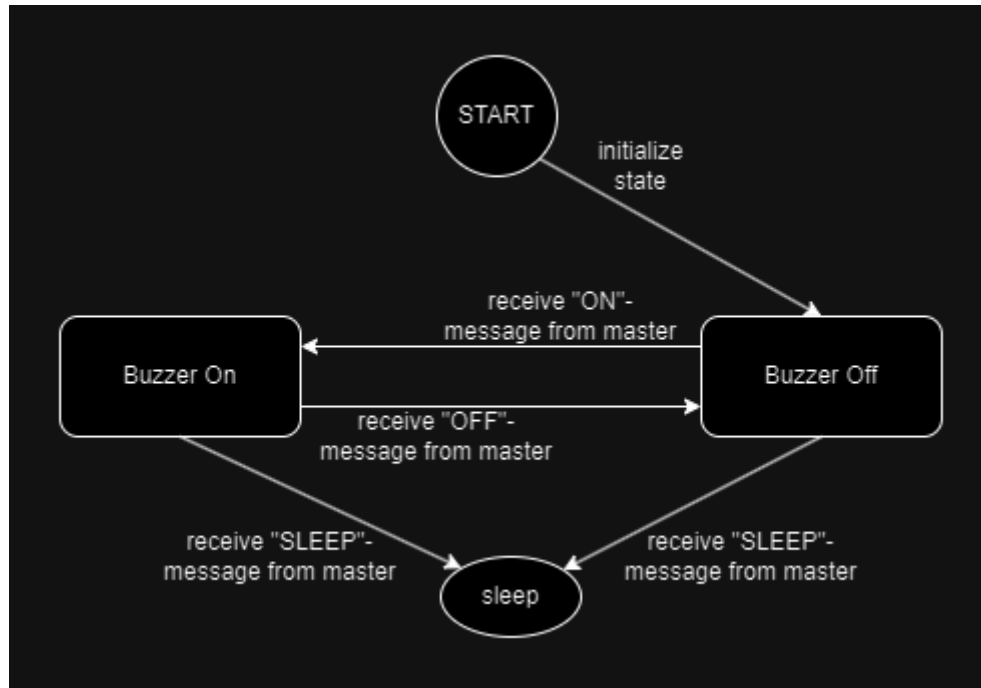 START
initialize
state
receive "ON"-
message from master
Buzzer On
Buzzer Off
receive "OFF"-
message from master
receive "SLEEP"-
message from master
receive "SLEEP"-
message from master
sleep